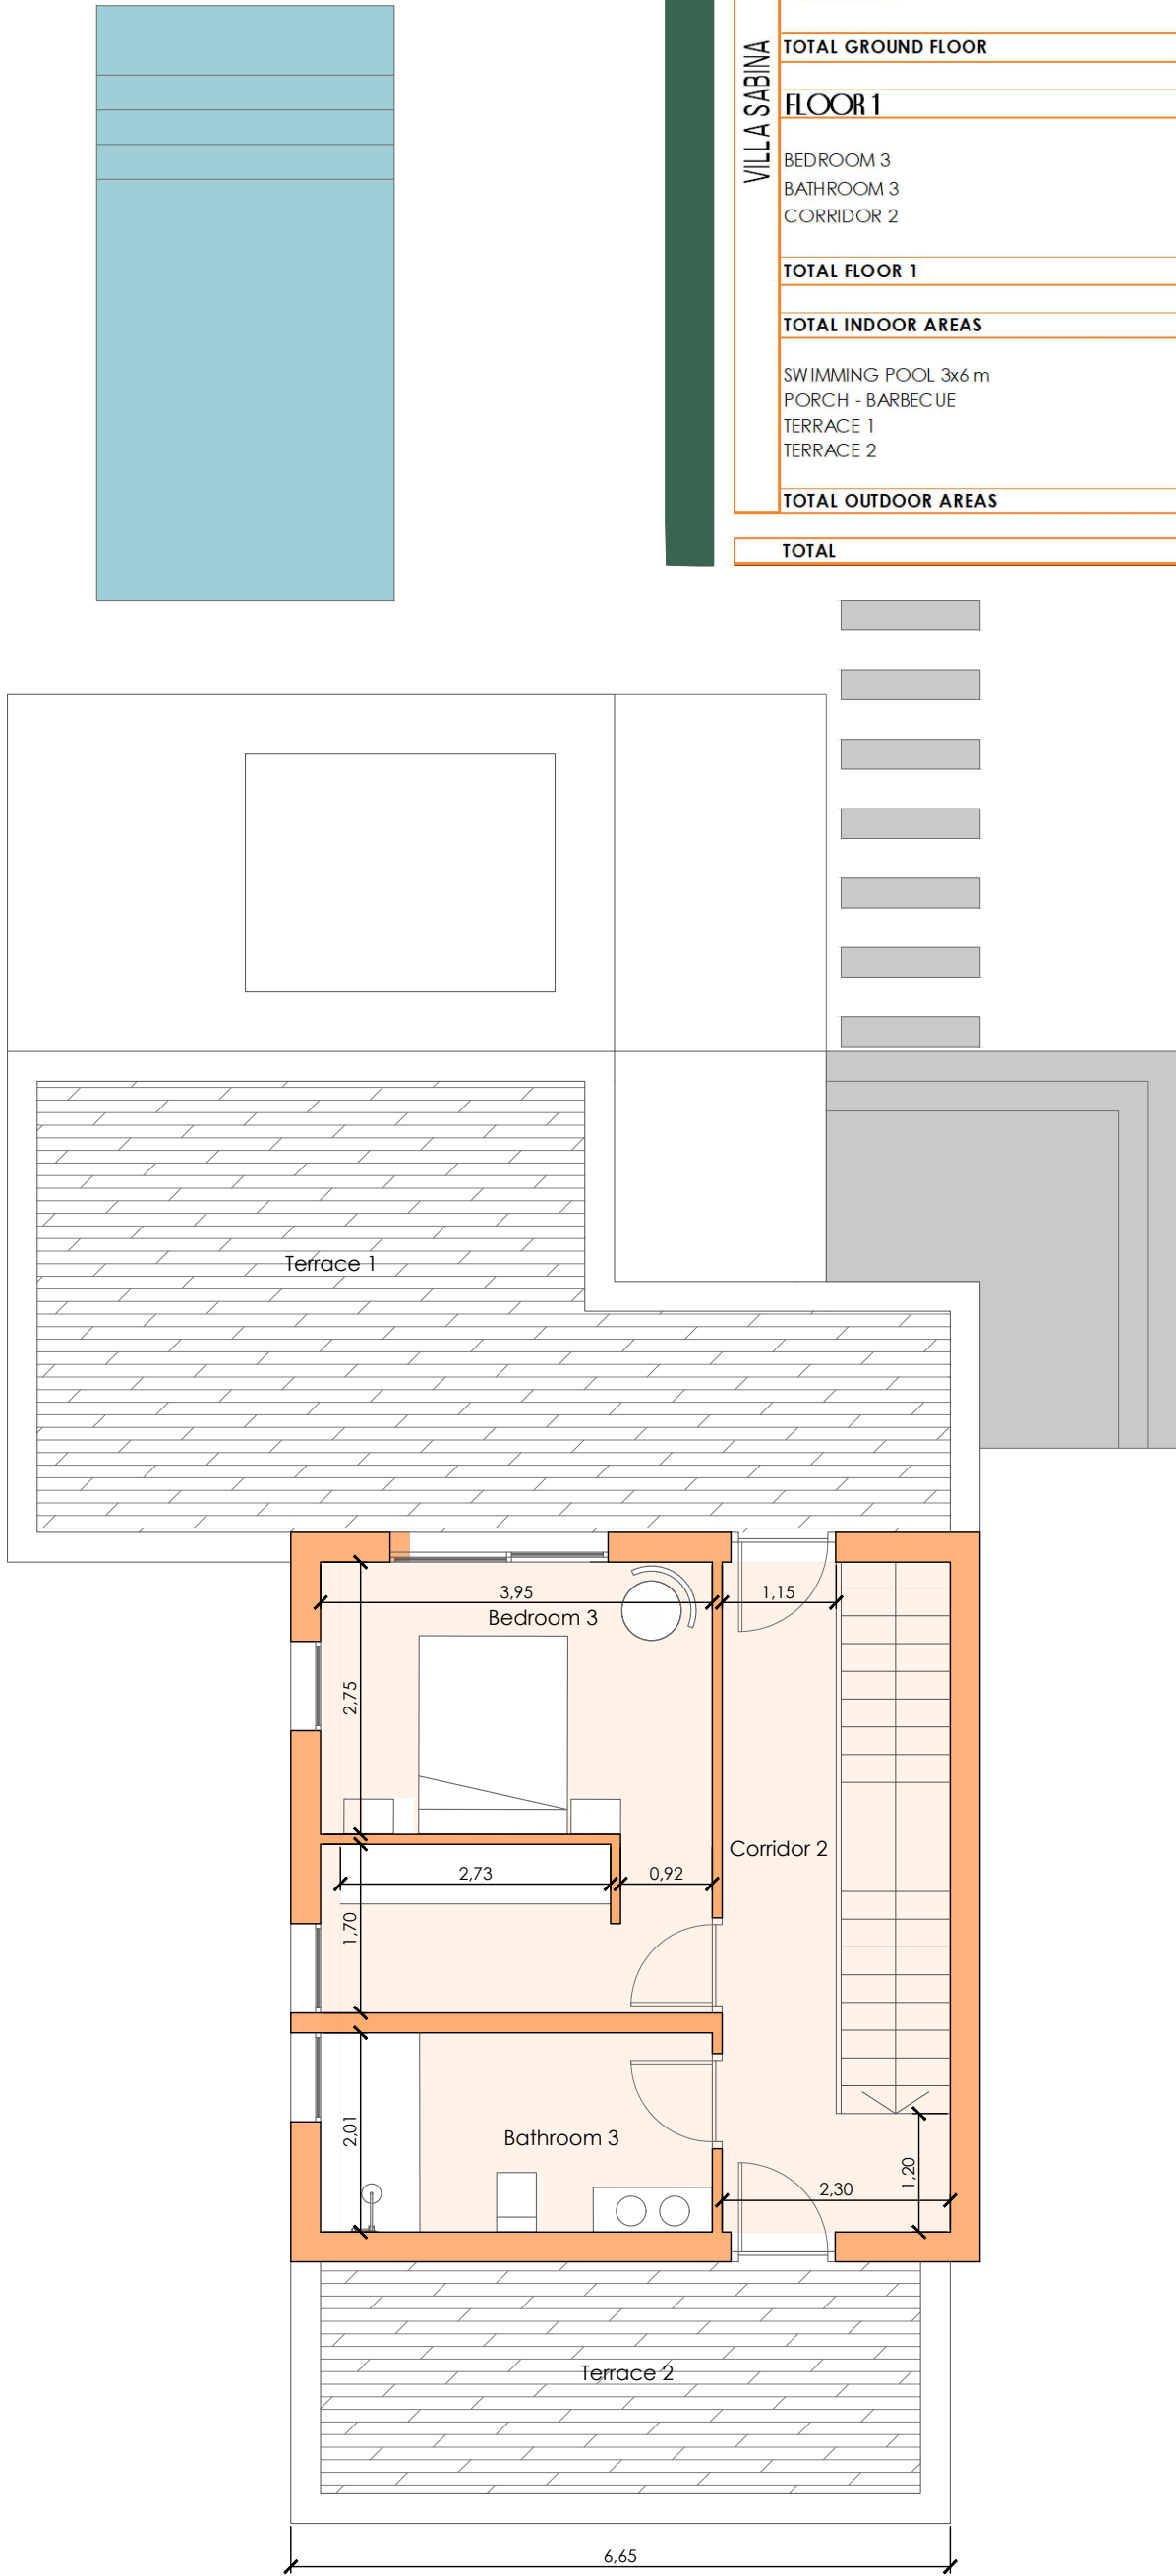 TOTAL GROUND FLOOR
VILLA SABINA
FLOOR 1
BEDROOM 3
BATHROOM 3
CORRIDOR 2
TOTAL FLOOR 1
TOTAL INDOOR AREAS
SWIMMING POOL 3x6 m
PORCH - BARBECUE
TERRACE 1
TERRACE 2
TOTAL OUTDOOR AREAS
TOTAL
Terrace 1
3,95
1,15
Bedroom 3
2,75
Corridor 2
2,73
0,92
1,70
2,01
Bathroom 3
1,20
2,30
Terrace 2
6,65